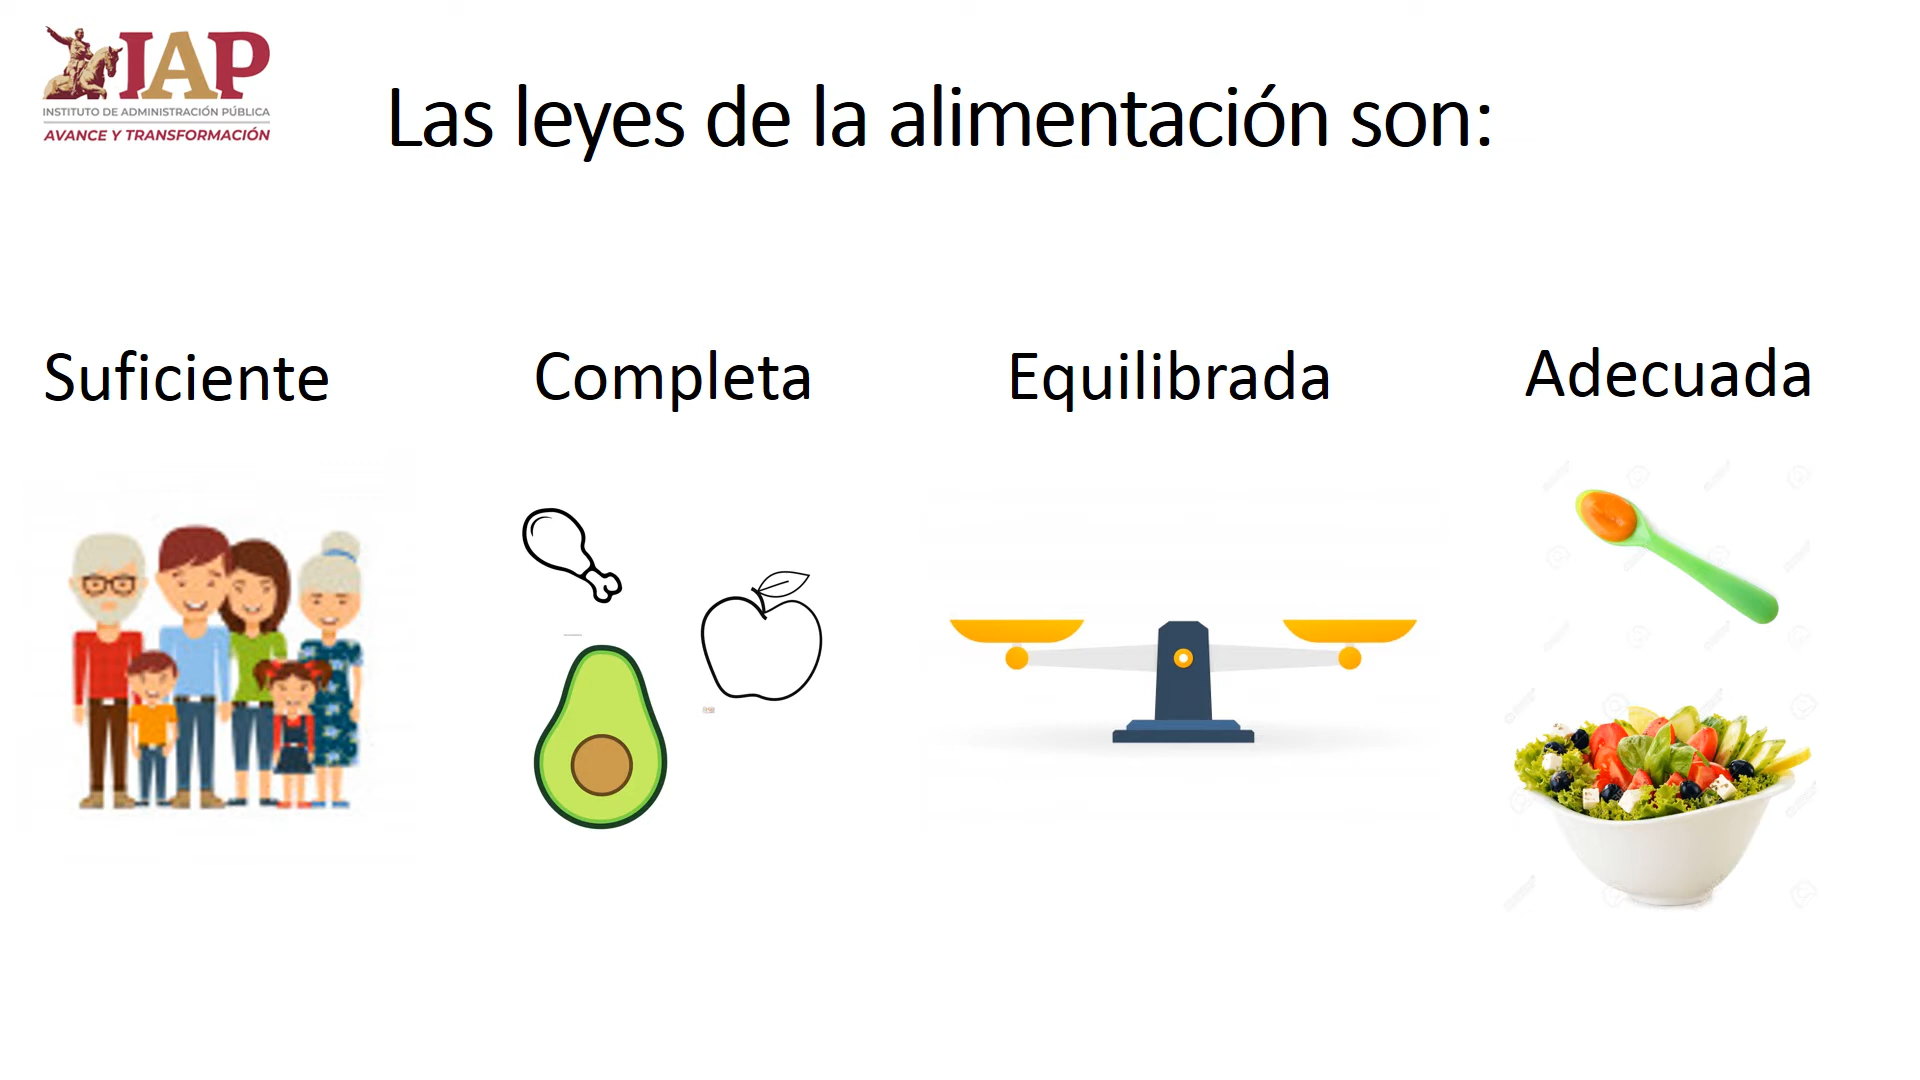 IAP
INSTITUTO DE ADMINISTRACIÓN PÚBLICA
AVANCE Y TRANSFORMACIÓN
Las leyes de la alimentación son:
Suficiente
Completa
Equilibrada
Adecuada